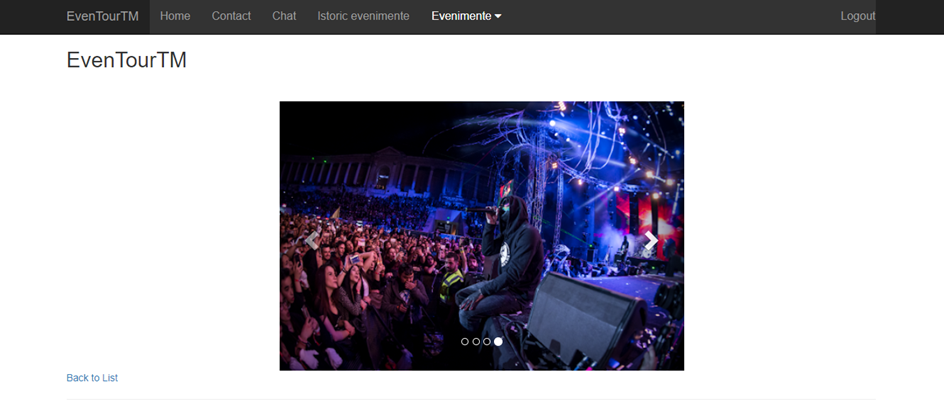 EvenTourTM Home Contact Chat Istoric evenimente Evenimente Logout
EvenTourTM
Back to List